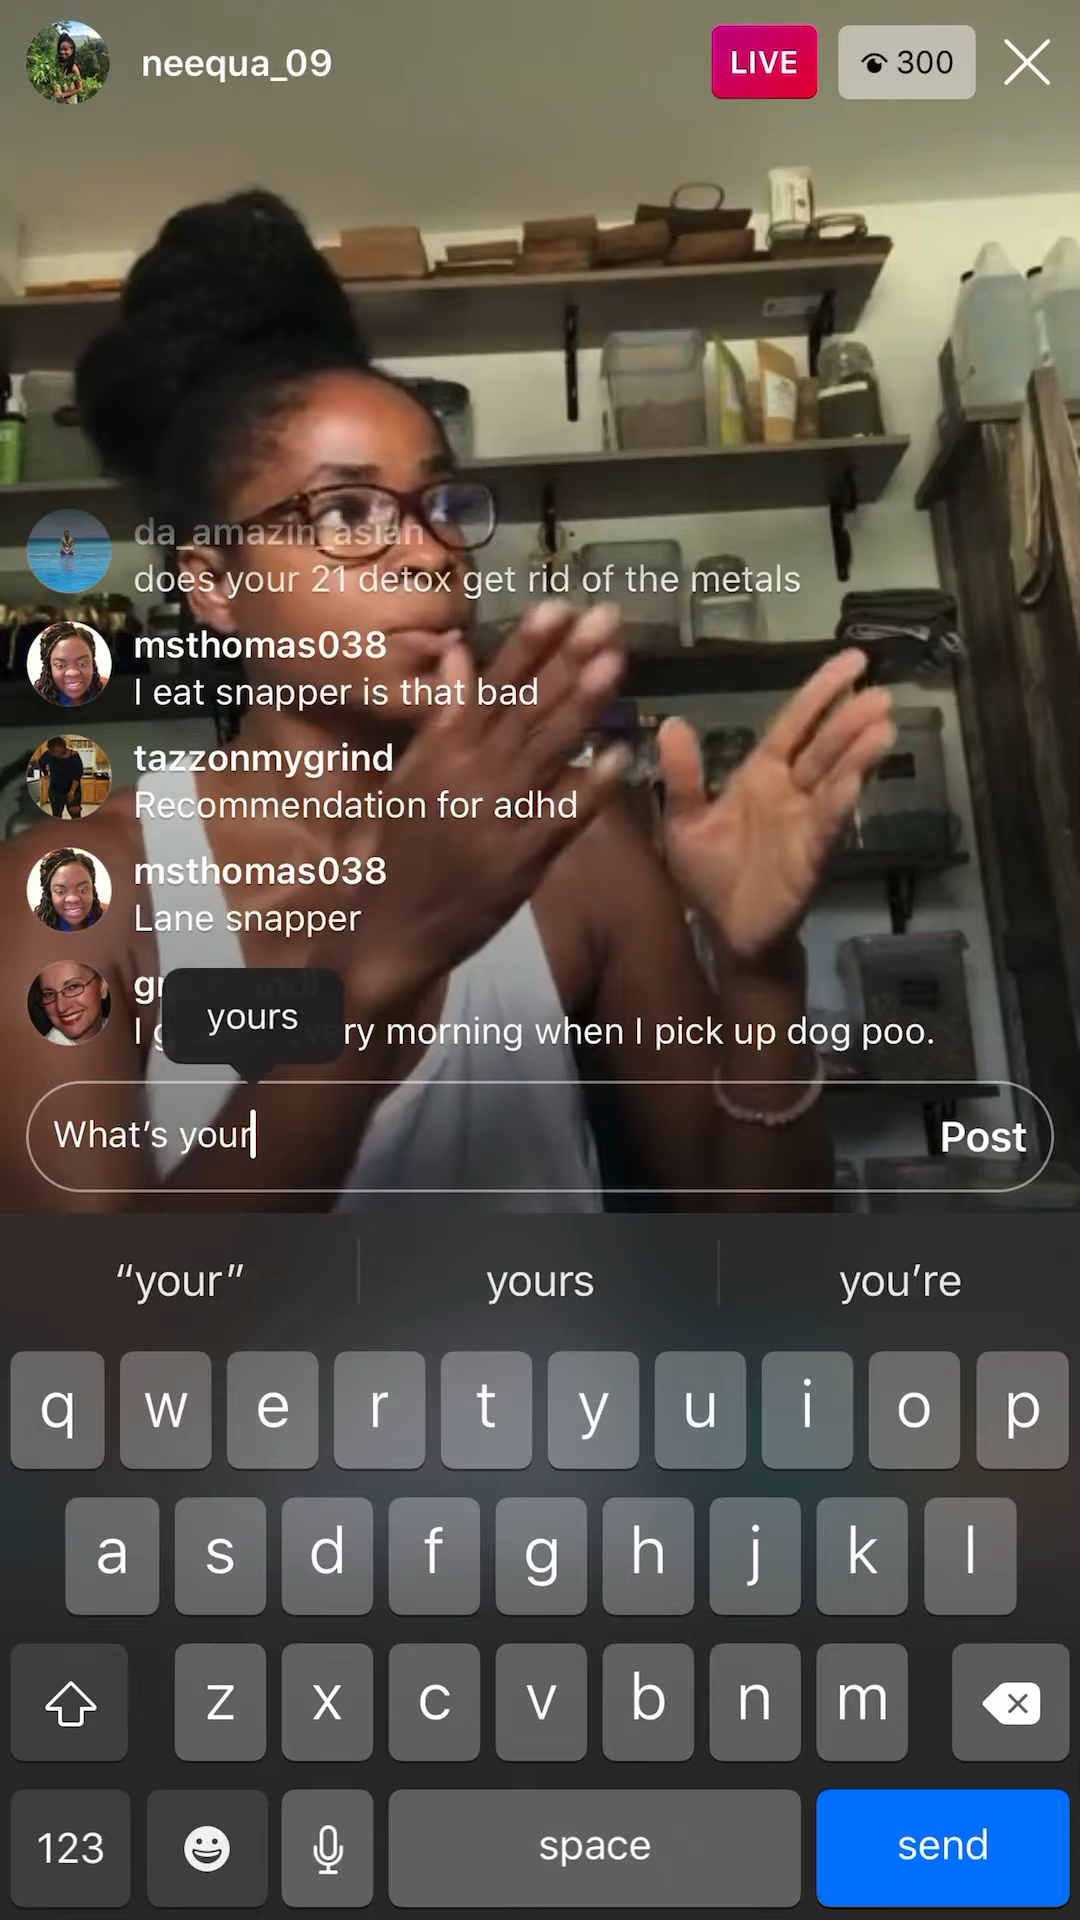 neequa_09
LIVE
300
da_amazin_asian
does your 21 detox get rid of the metals
msthomas038
I eat snapper is that bad
tazzonmygrind
Recommendation for adhd
msthomas038
Lane snapper
yours
I ry morning when I pick up dog poo.
What's your
Post
“your”
yours
you're
q w e r t y u i o p
a s d f g h j k l
z x c v b n m
123
space
send